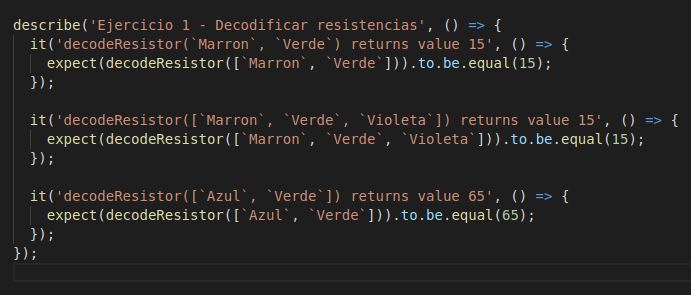 describe('Ejercicio 1 - Decodificar resistencias', () => {
  it('decodeResistor(`Marron`, `Verde`) returns value 15', () => {
    expect(decodeResistor([`Marron`, `Verde`])).to.be.equal(15);
  });

  it('decodeResistor([`Marron`, `Verde`, `Violeta`]) returns value 15', () => {
    expect(decodeResistor([`Marron`, `Verde`, `Violeta`])).to.be.equal(15);
  });

  it('decodeResistor([`Azul`, `Verde`]) returns value 65', () => {
    expect(decodeResistor([`Azul`, `Verde`])).to.be.equal(65);
  });
});